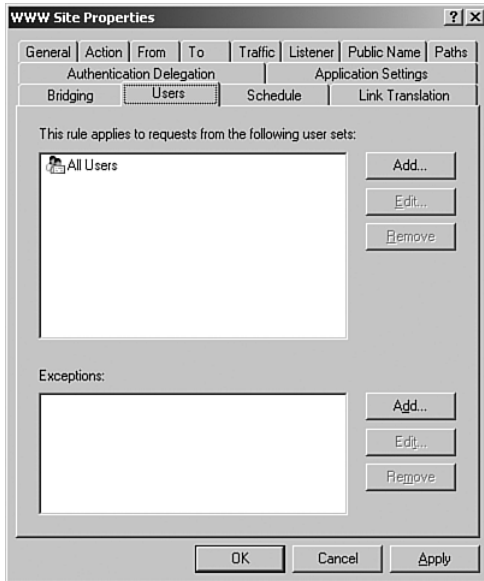 WWW Site Properties
General Action From To Traffic Listener Public Name Paths
Authentication Delegation Application Settings
Bridging Users Schedule Link Translation
This rule applies to requests from the following user sets:
All Users
Add...
Edit...
Remove
Exceptions:
Add...
Edit...
Remove
OK Cancel Apply